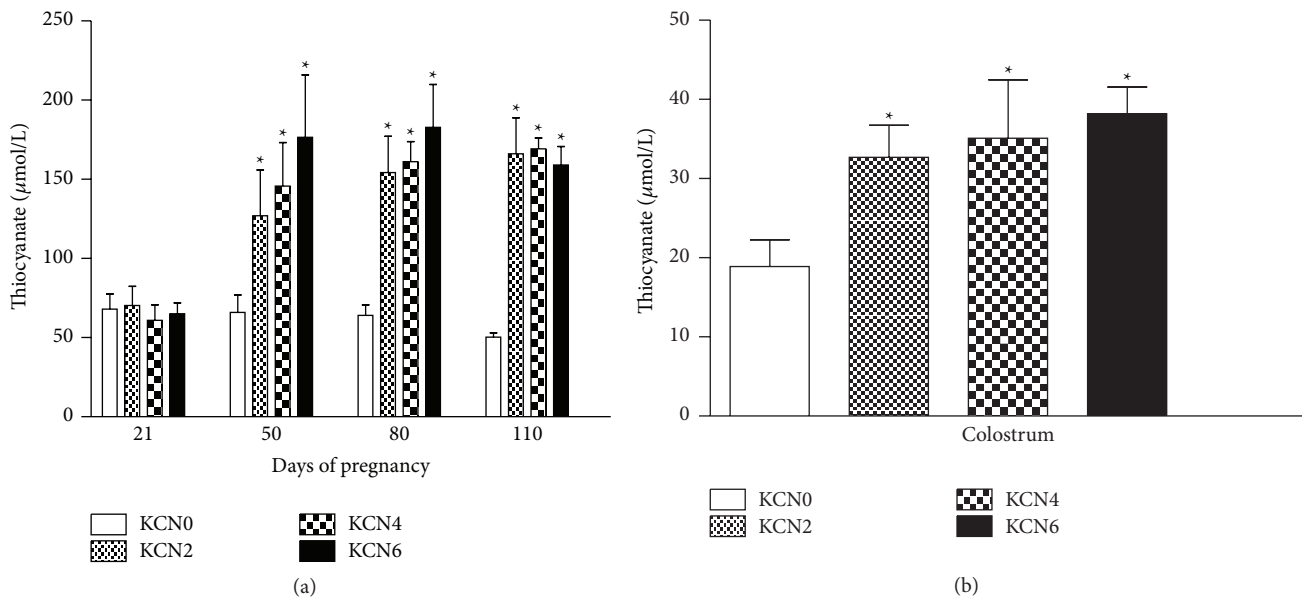 250
200
150
100
50
0
Thiocyanate (μmol/L)
* * *
* * *
* * *
21 50 80 110
Days of pregnancy
KCN0
KCN2
KCN4
KCN6
(a)
50
40
30
20
10
0
Thiocyanate (μmol/L)
* * *
Colostrum
KCN0
KCN2
KCN4
KCN6
(b)